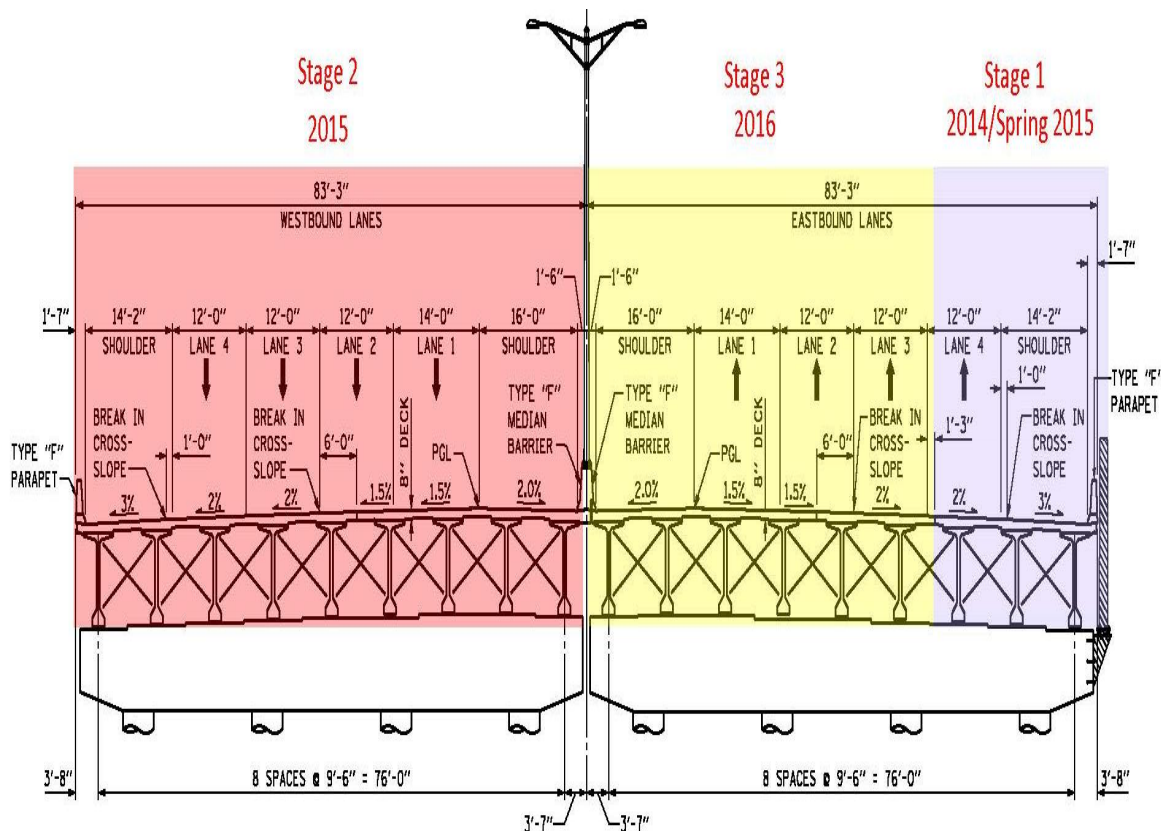 Stage 2
2015
Stage 3
2016
Stage 1
2014/Spring 2015
83'-3"
WESTBOUND LANES
83'-3"
EASTBOUND LANES
1'-7"
1'-6"
1'-6"
1'-7"
14'-2"
12'-0"
12'-0"
12'-0"
14'-0"
16'-0"
16'-0"
14'-0"
12'-0"
12'-0"
12'-0"
14'-2"
SHOULDER
LANE 4
LANE 3
LANE 2
LANE 1
SHOULDER
SHOULDER
LANE 1
LANE 2
LANE 3
LANE 4
SHOULDER
1'-0"
TYPE "F"
PARAPET
BREAK IN
CROSS-
SLOPE
1'-0"
BREAK IN
CROSS-
SLOPE
6'-0"
PGL
8" DECK
TYPE "F"
MEDIAN
BARRIER
TYPE "F"
MEDIAN
BARRIER
PGL
8" DECK
6'-0"
BREAK IN
CROSS-
SLOPE
1'-3"
BREAK IN
CROSS-
SLOPE
TYPE "F"
PARAPET
3%
2%
2%
1.5%
1.5%
2.0%
2.0%
1.5%
1.5%
2%
2%
3%
3'-8"
8 SPACES @ 9'-6" = 76'-0"
8 SPACES @ 9'-6" = 76'-0"
3'-8"
3'-7"
3'-7"